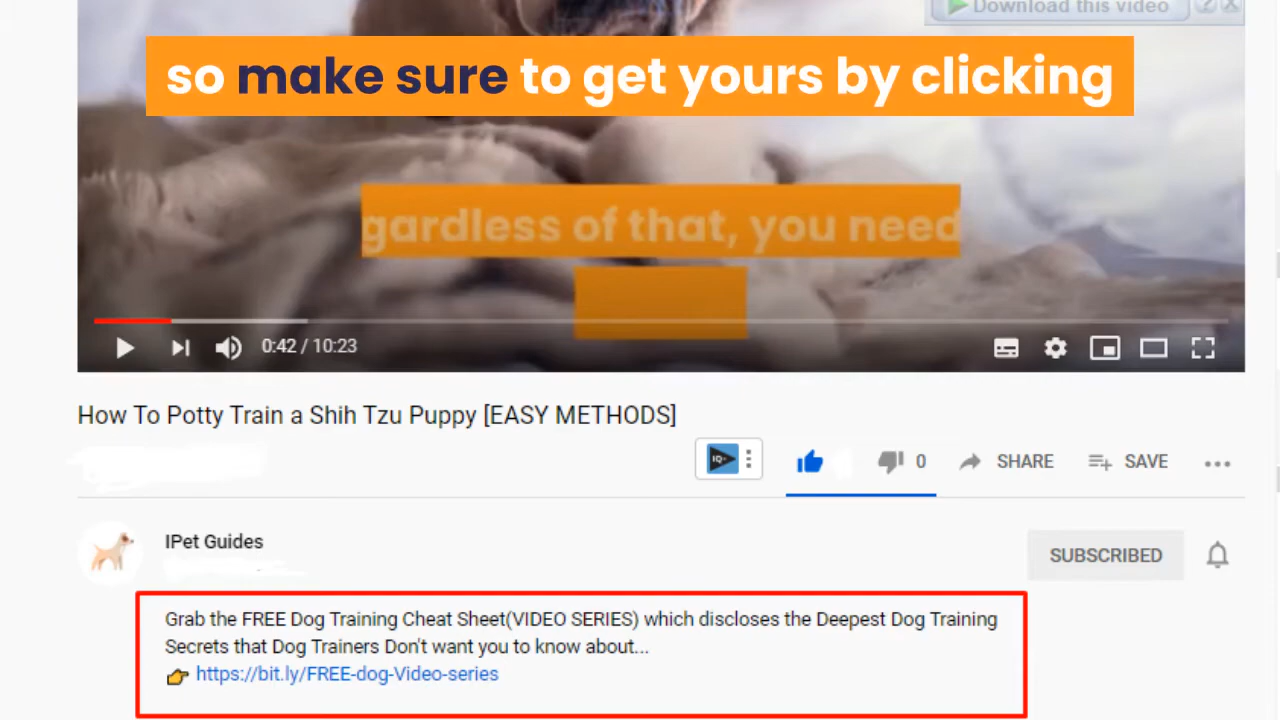 Download this video
so make sure to get yours by clicking
gardless of that, you need
0:42 / 10:23
How To Potty Train a Shih Tzu Puppy [EASY METHODS]
IQ
0
SHARE
SAVE
IPet Guides
SUBSCRIBED
Grab the FREE Dog Training Cheat Sheet(VIDEO SERIES) which discloses the Deepest Dog Training
Secrets that Dog Trainers Don't want you to know about...
https://bit.ly/FREE-dog-Video-series